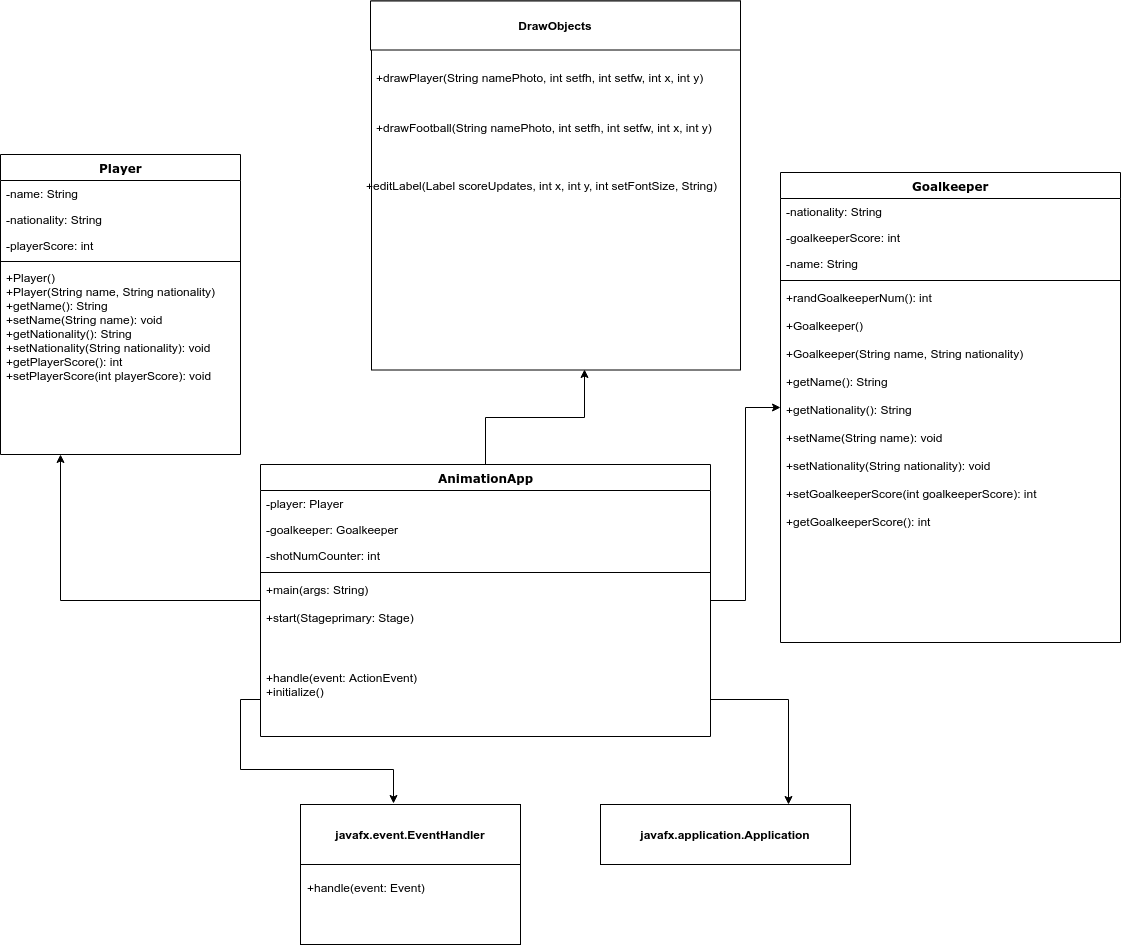 DrawObjects
+drawPlayer(String namePhoto, int setfh, int setfw, int x, int y)
+drawFootball(String namePhoto, int setfh, int setfw, int x, int y)
+editLabel(Label scoreUpdates, int x, int y, int setFontSize, String)
Player
-name: String
-nationality: String
-playerScore: int
+Player()
+Player(String name, String nationality)
+getName(): String
+setName(String name): void
+getNationality(): String
+setNationality(String nationality): void
+getPlayerScore(): int
+setPlayerScore(int playerScore): void
Goalkeeper
-nationality: String
-goalkeeperScore: int
-name: String
+randGoalkeeperNum(): int
+Goalkeeper()
+Goalkeeper(String name, String nationality)
+getName(): String
+getNationality(): String
+setName(String name): void
+setNationality(String nationality): void
+setGoalkeeperScore(int goalkeeperScore): int
+getGoalkeeperScore(): int
AnimationApp
-player: Player
-goalkeeper: Goalkeeper
-shotNumCounter: int
+main(args: String)
+start(Stageprimary: Stage)
+handle(event: ActionEvent)
+initialize()
javafx.event.EventHandler
+handle(event: Event)
javafx.application.Application